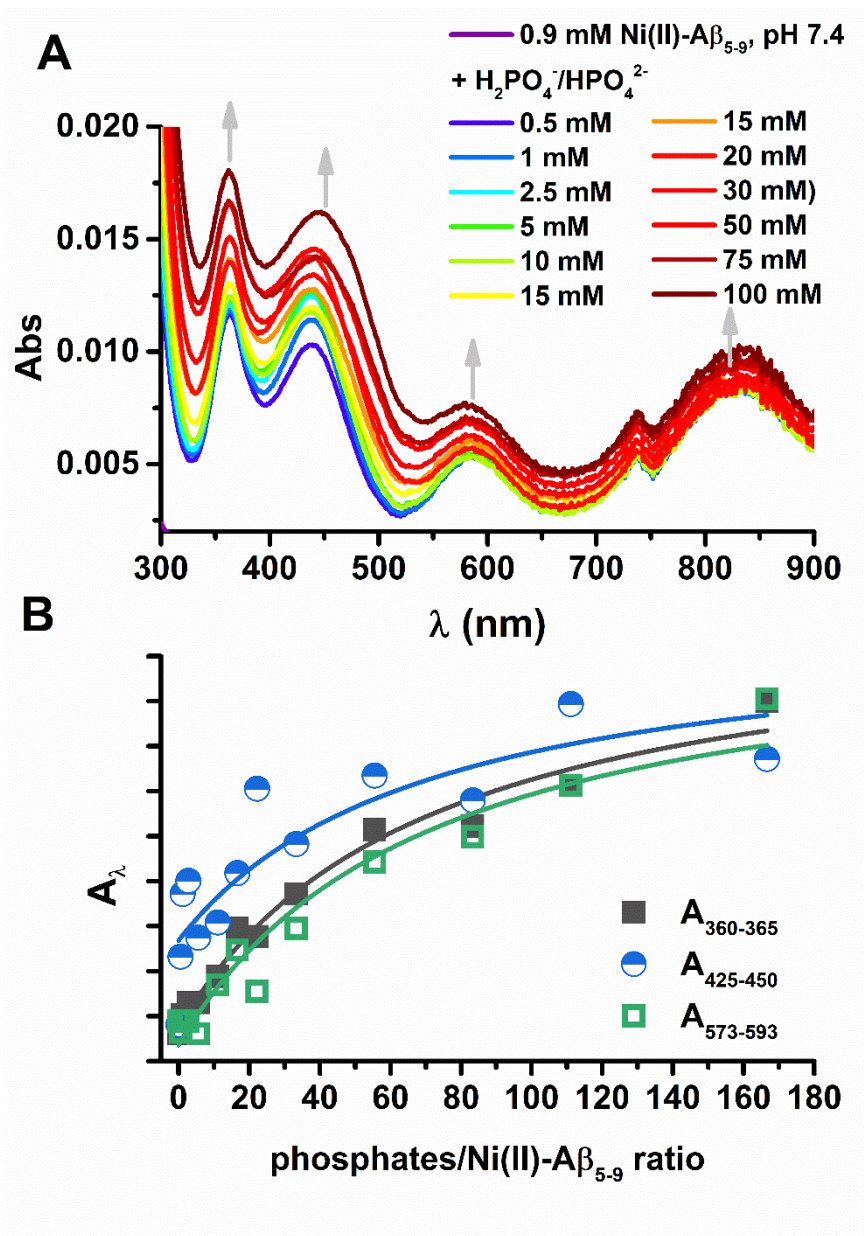 A
0.9 mM Ni(II)-Aβ₅₋₉, pH 7.4
+ H₂PO₄⁻/HPO₄²⁻
0.5 mM 15 mM
1 mM 20 mM
2.5 mM 30 mM)
5 mM 50 mM
10 mM 75 mM
15 mM 100 mM
0.020
0.015
0.010
0.005
Abs
300 400 500 600 700 800 900
λ (nm)
B
A_λ
A₃₆₀₋₃₆₅
A₄₂₅₋₄₅₀
A₅₇₃₋₅₉₃
0 20 40 60 80 100 120 140 160 180
phosphates/Ni(II)-Aβ₅₋₉ ratio